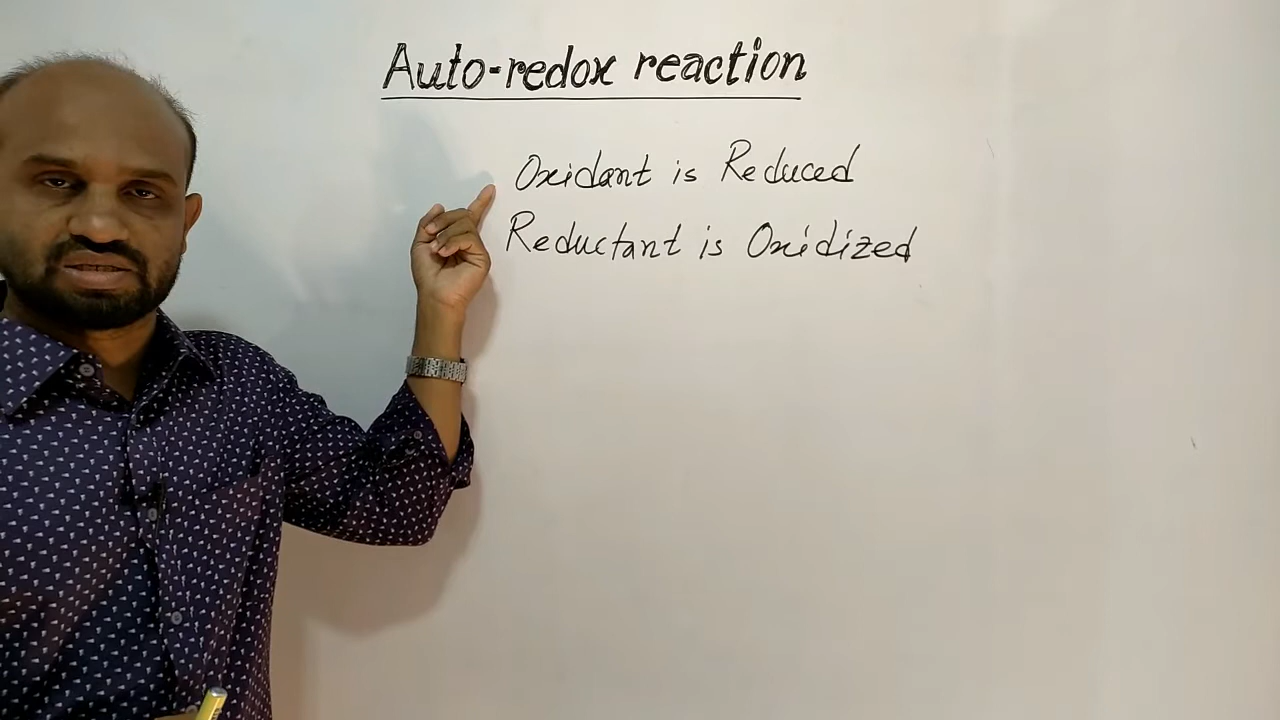 Auto-redox reaction
Oxidant is Reduced
Reductant is Oxidized